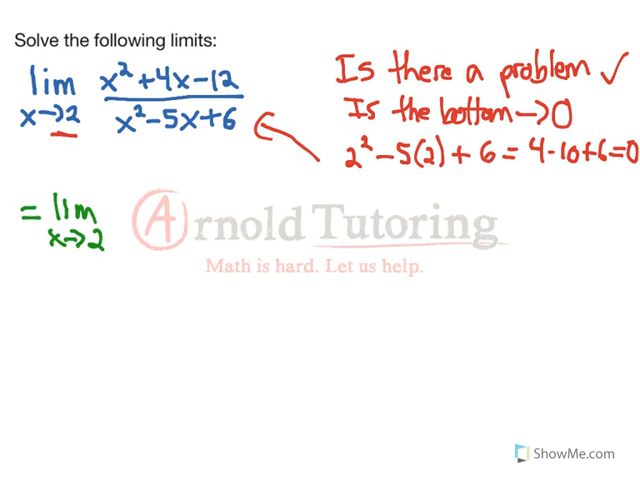 Solve the following limits:
lim x→2 (x² + 4x - 12)/(x² - 5x + 6)
Is there a problem ✓
Is the bottom → 0
2² - 5(2) + 6 = 4 - 10 + 6 = 0
= lim x→2
Arnold Tutoring
Math is hard. Let us help.
ShowMe.com